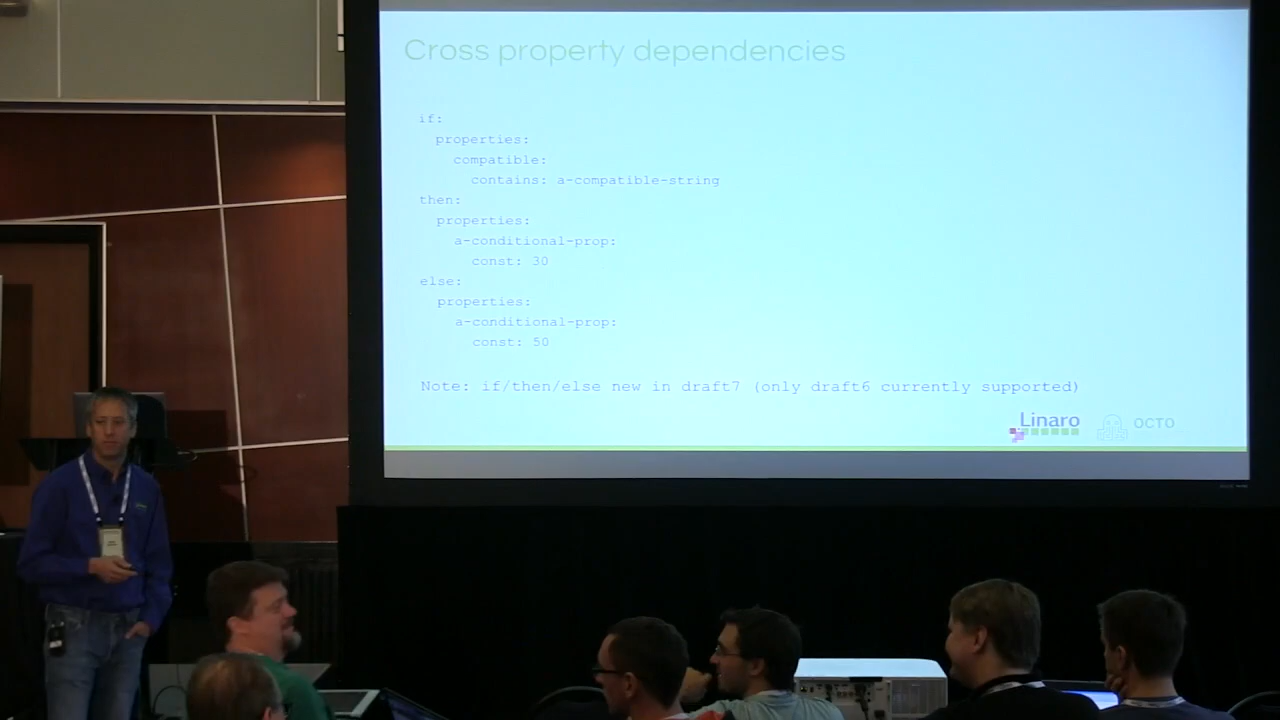 Cross property dependencies
if:
properties:
compatible:
contains: a-compatible-string
then:
properties:
a-conditional-prop:
const: 30
else:
properties:
a-conditional-prop:
const: 50
Note: if/then/else new in draft7 (only draft6 currently supported)
Linaro
OCTO